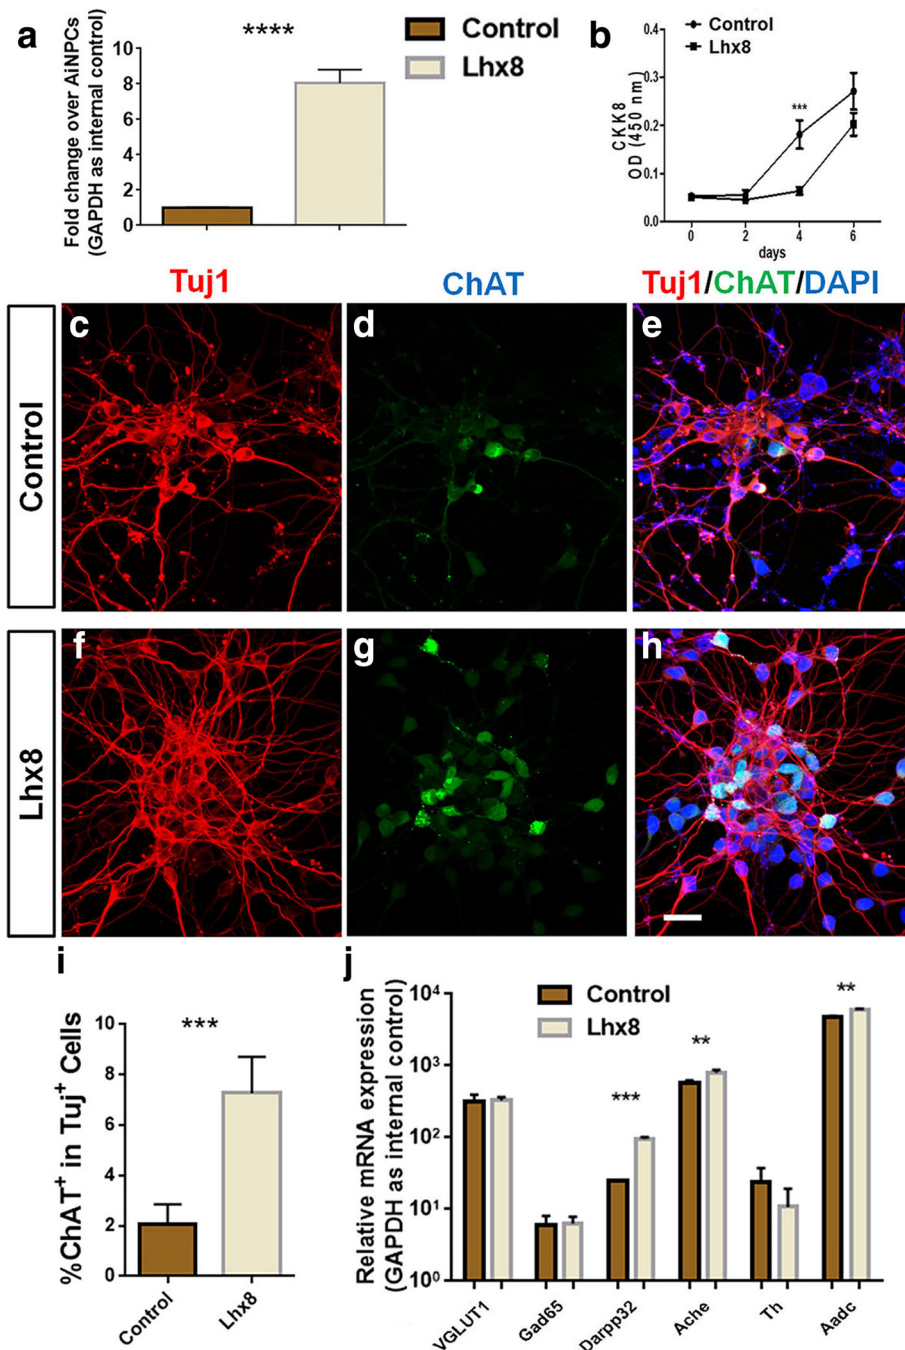 a
****
Control
Lhx8
Fold change over AiNPCs
(GAPDH as internal control)
10
8
6
4
2
0
b
Control
Lhx8
CKK8
OD (450 nm)
0.4
0.3
0.2
0.1
0.0
***
0 2 4 6
days
Tuj1 ChAT Tuj1/ChAT/DAPI
Control
c d e
Lhx8
f g h
i
%ChAT+ in Tuj+ Cells
10
8
6
4
2
0
***
Control Lhx8
j
Relative mRNA expression
(GAPDH as internal control)
10⁴
10³
10²
10¹
10⁰
Control
Lhx8
***
**
**
VGLUT1 Gad65 Darpp32 Ache Th Aadc